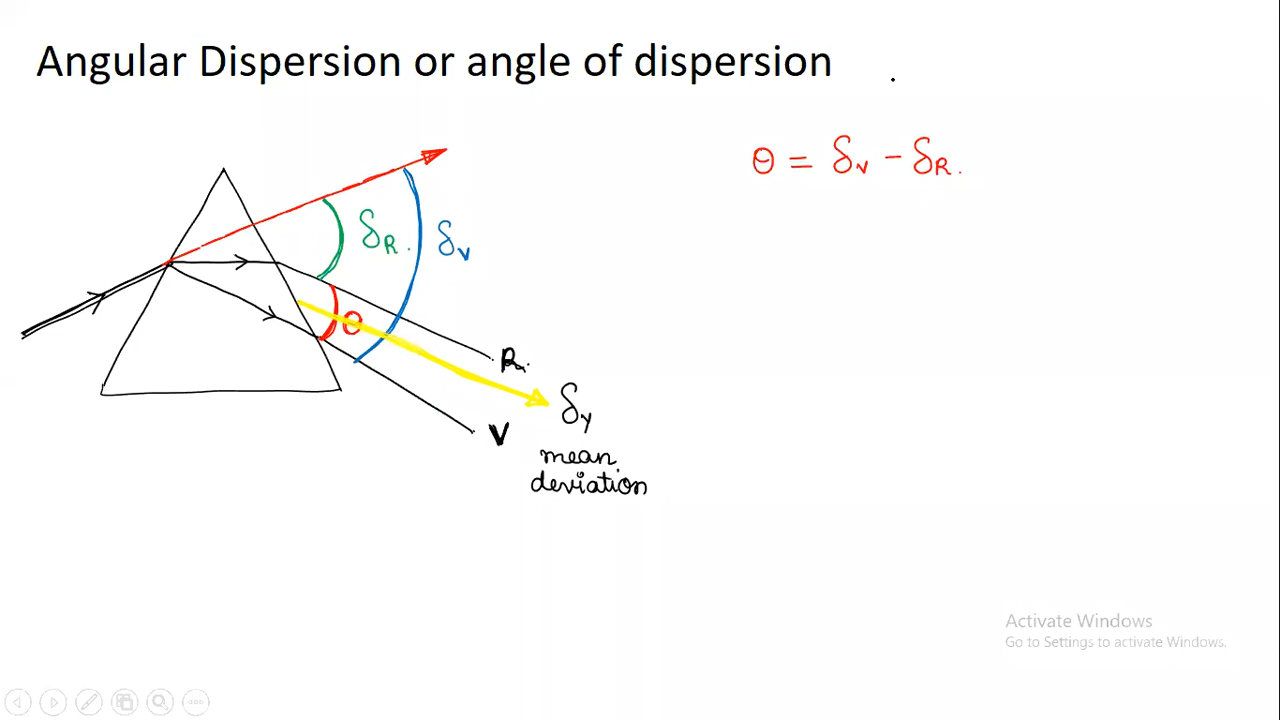 Angular Dispersion or angle of dispersion
θ = δV - δR.
δR.
δV
θ
R
V
δy
mean
deviation
Activate Windows
Go to Settings to activate Windows.